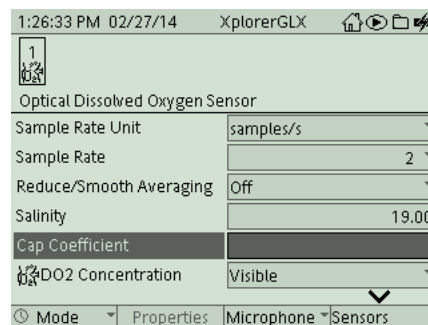 1:26:33 PM 02/27/14 XplorerGLX
1
Optical Dissolved Oxygen Sensor
Sample Rate Unit samples/s
Sample Rate 2
Reduce/Smooth Averaging Off
Salinity 19.00
Cap Coefficient
DO2 Concentration Visible
Mode Properties Microphone Sensors